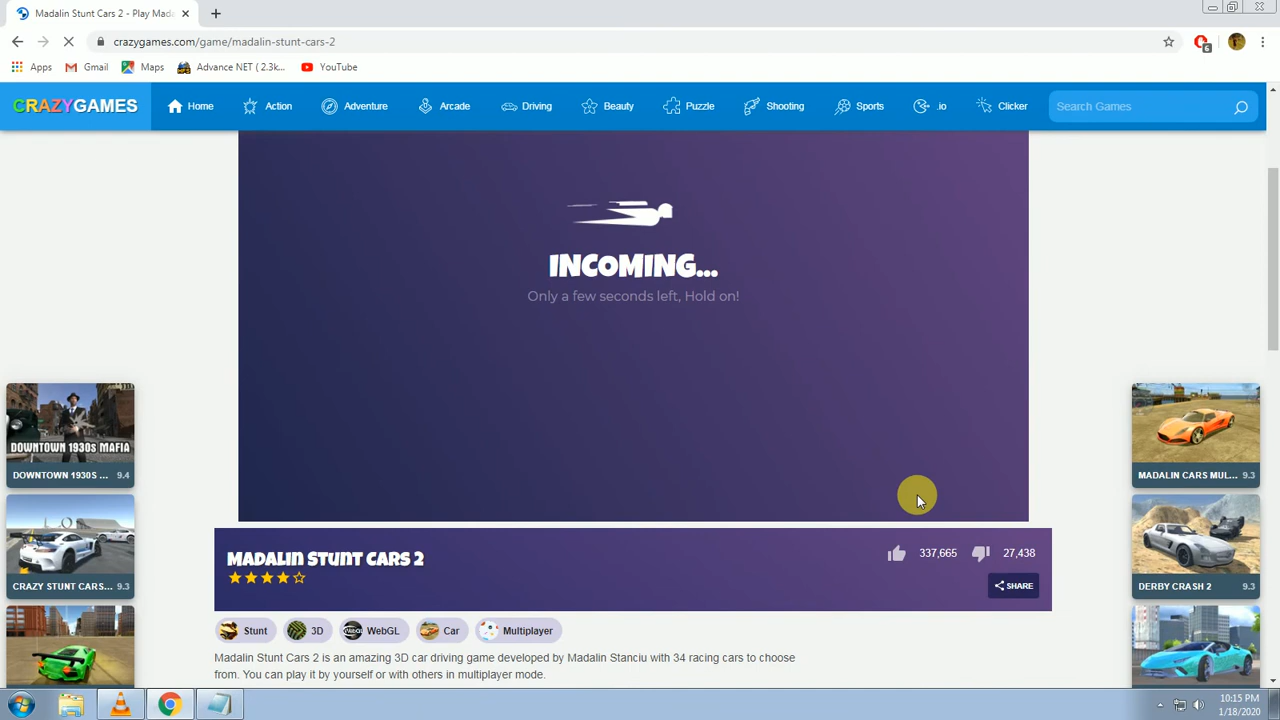 Madalin Stunt Cars 2 - Play Mada
crazygames.com/game/madalin-stunt-cars-2
6
Apps Gmail Maps Advance NET ( 2.3k... YouTube
CRAZYGAMES Home Action Adventure Arcade Driving Beauty Puzzle Shooting Sports .io Clicker Search Games
INCOMING...
Only a few seconds left, Hold on!
DOWNTOWN 1930s MAFIA
DOWNTOWN 1930S ... 9.4
MADALIN CARS MUL... 9.3
CRAZY STUNT CARS... 9.3
DERBY CRASH 2 9.3
MADALIN STUNT CARS 2
337,665 27,438
SHARE
Stunt 3D WebGL Car Multiplayer
Madalin Stunt Cars 2 is an amazing 3D car driving game developed by Madalin Stanciu with 34 racing cars to choose
from. You can play it by yourself or with others in multiplayer mode.
10:15 PM
1/18/2020